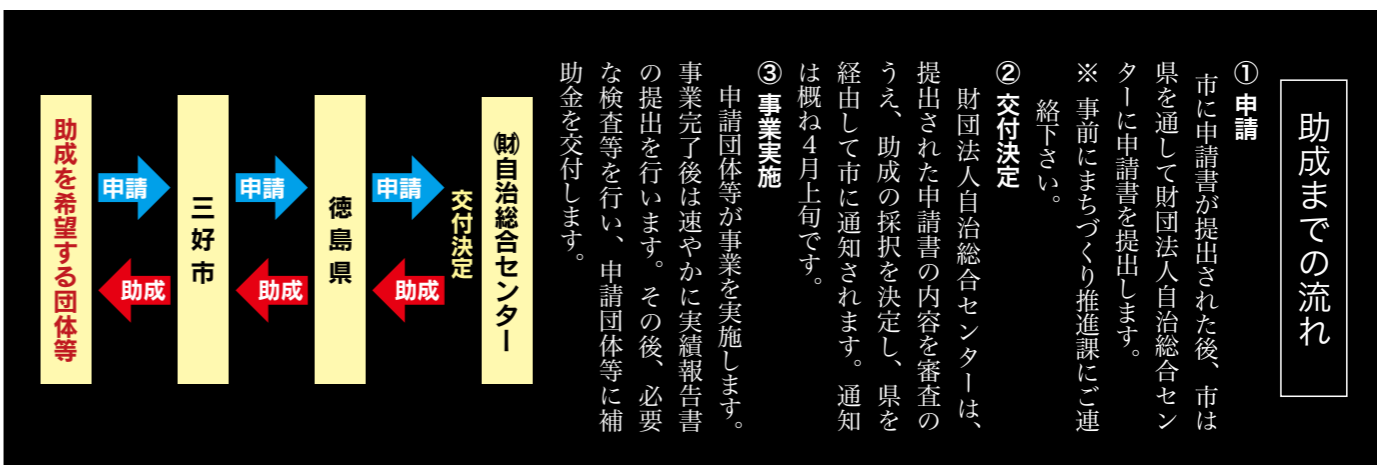 助成までの流れ
① 申請
市に申請書が提出された後、市は
県を通して財団法人自治総合セン
ターに申請書を提出します。
※ 事前にまちづくり推進課にご連
絡下さい。
② 交付決定
財団法人自治総合センターは、
提出された申請書の内容を審査の
うえ、助成の採択を決定し、県を
経由して市に通知されます。通知
は概ね４月上旬です。
③ 事業実施
申請団体等が事業を実施します。
事業完了後は速やかに実績報告書
の提出を行います。その後、必要
な検査等を行い、申請団体等に補
助金を交付します。
㈶自治総合センター
交付決定
申請
助成
徳島県
申請
助成
三好市
申請
助成
助成を希望する団体等